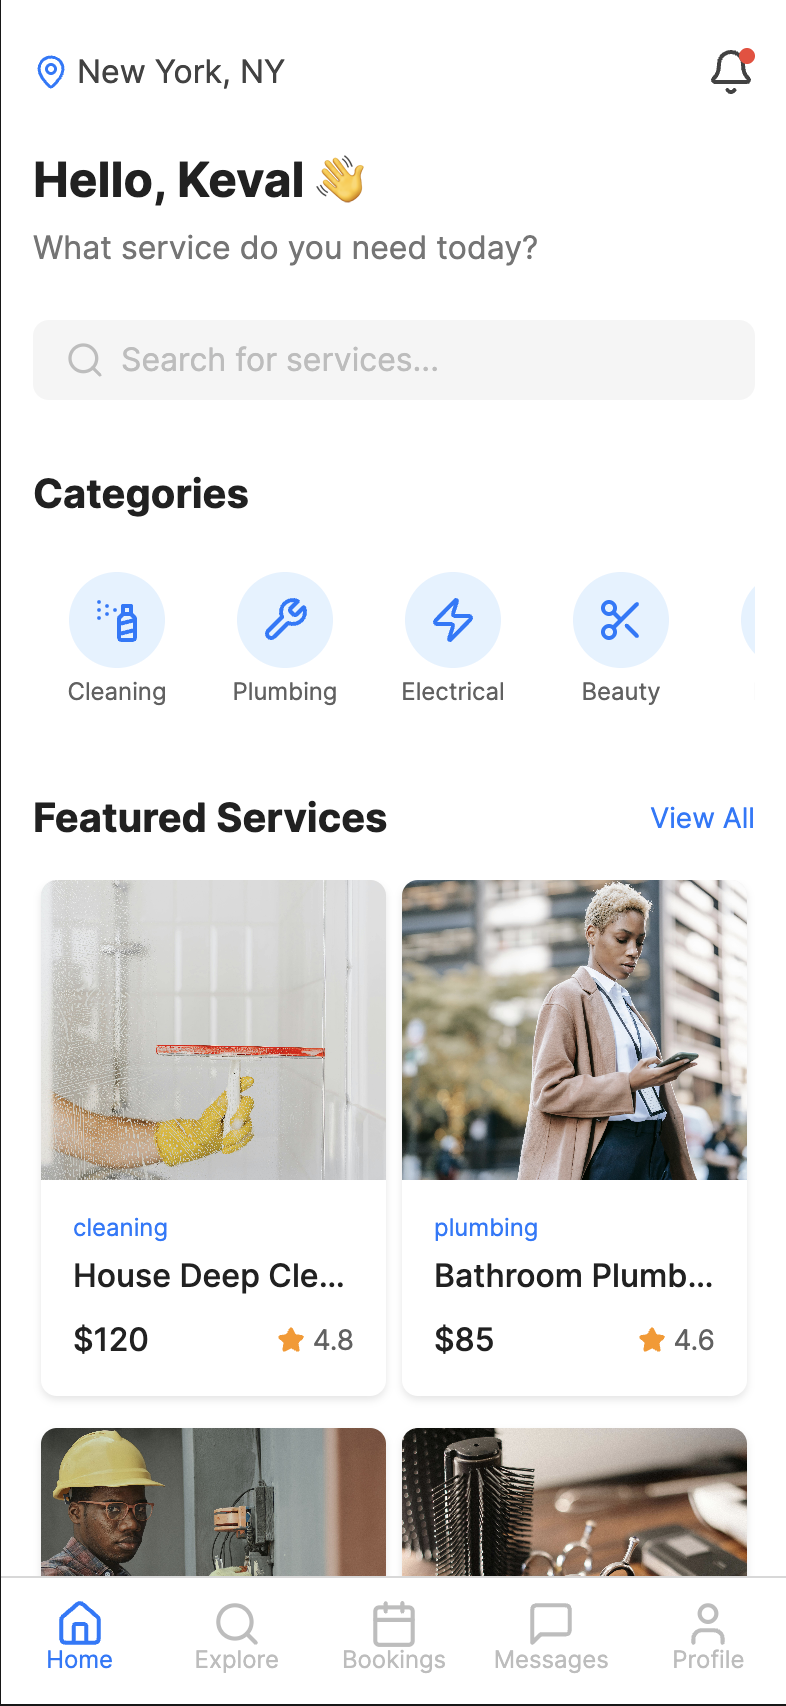 New York, NY
Hello, Keval 👋
What service do you need today?
Search for services...
Categories
Cleaning
Plumbing
Electrical
Beauty
Featured Services
View All
cleaning
House Deep Cle...
$120
4.8
plumbing
Bathroom Plumb...
$85
4.6
Home
Explore
Bookings
Messages
Profile